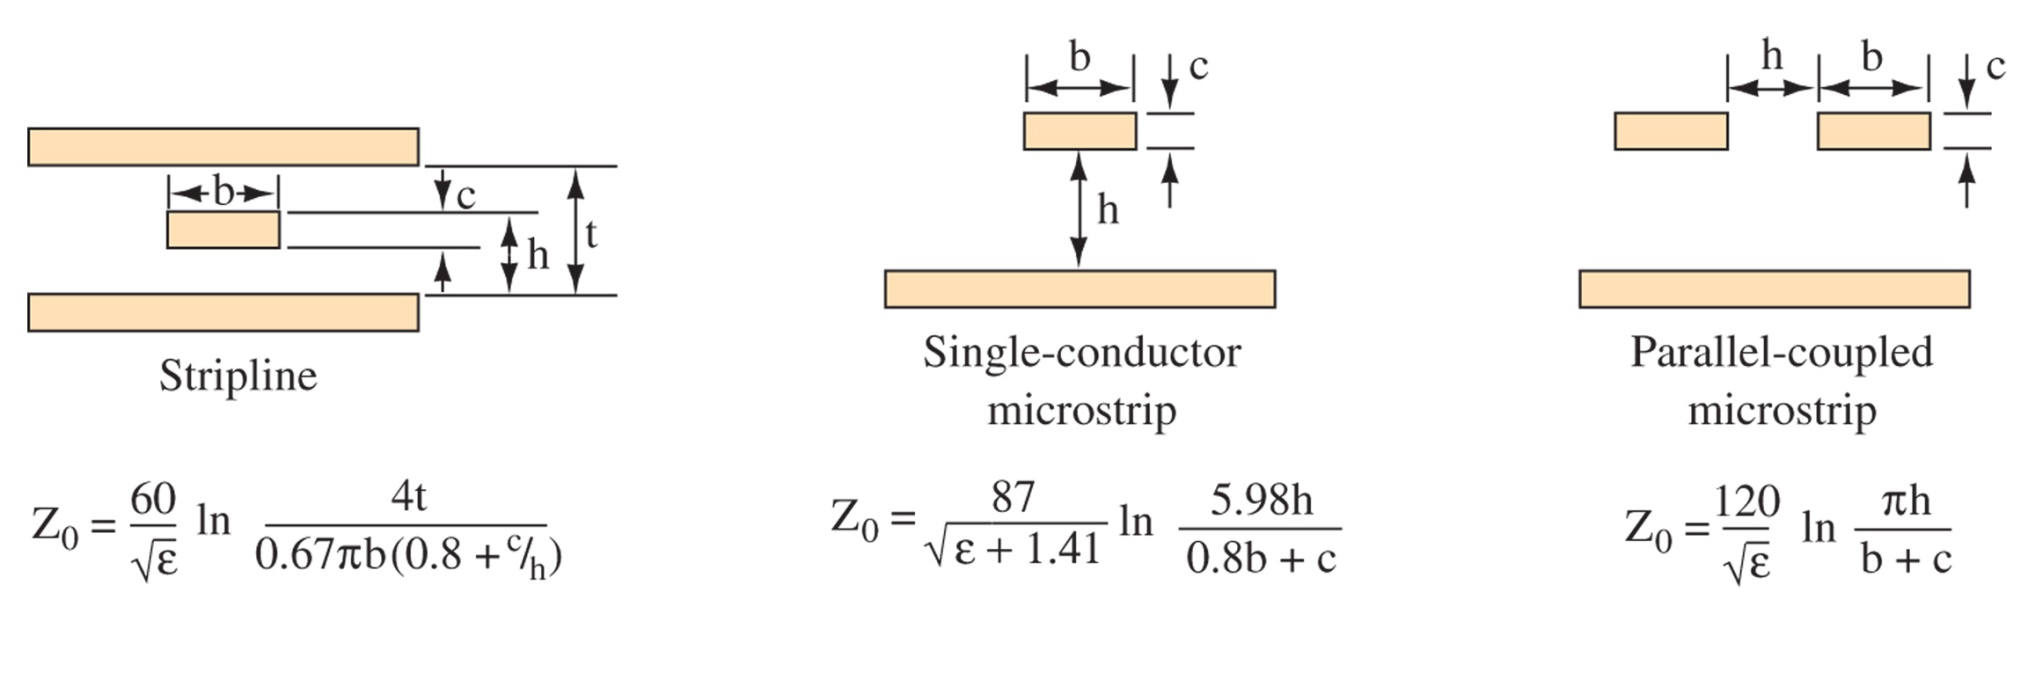 b
c
h
b
c
b
c
h
t
h
Stripline
Single-conductor
microstrip
Parallel-coupled
microstrip
Z₀ = 60/√ε ln 4t/0.67πb(0.8 + c/h)
Z₀ = 87/√ε + 1.41 ln 5.98h/0.8b + c
Z₀ = 120/√ε ln πh/b + c